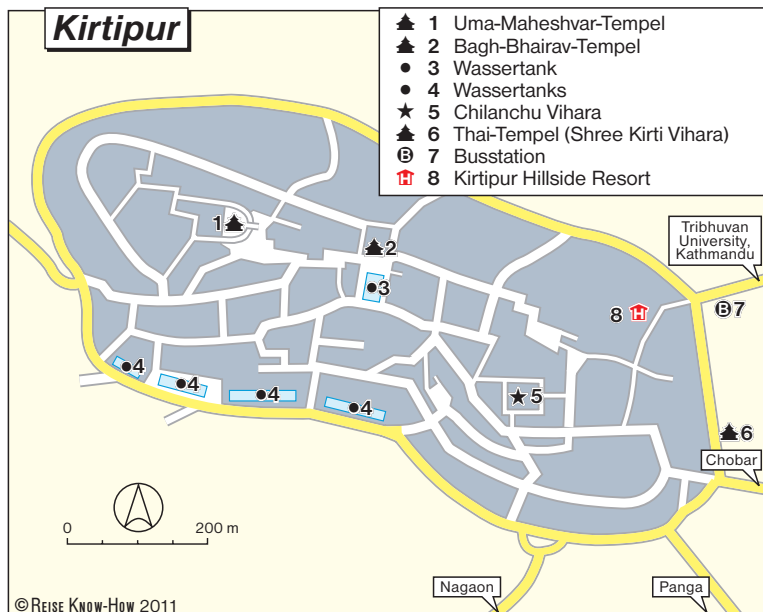 Kirtipur
1 Uma-Maheshvar-Tempel
2 Bagh-Bhairav-Tempel
3 Wassertank
4 Wassertanks
5 Chilanchu Vihara
6 Thai-Tempel (Shree Kirti Vihara)
B 7 Busstation
H 8 Kirtipur Hillside Resort
1
2
3
Tribhuvan
University,
Kathmandu
8 H
B 7
4
4
4
4
5
6
Chobar
0 200 m
Nagaon
Panga
© REISE KNOW-HOW 2011